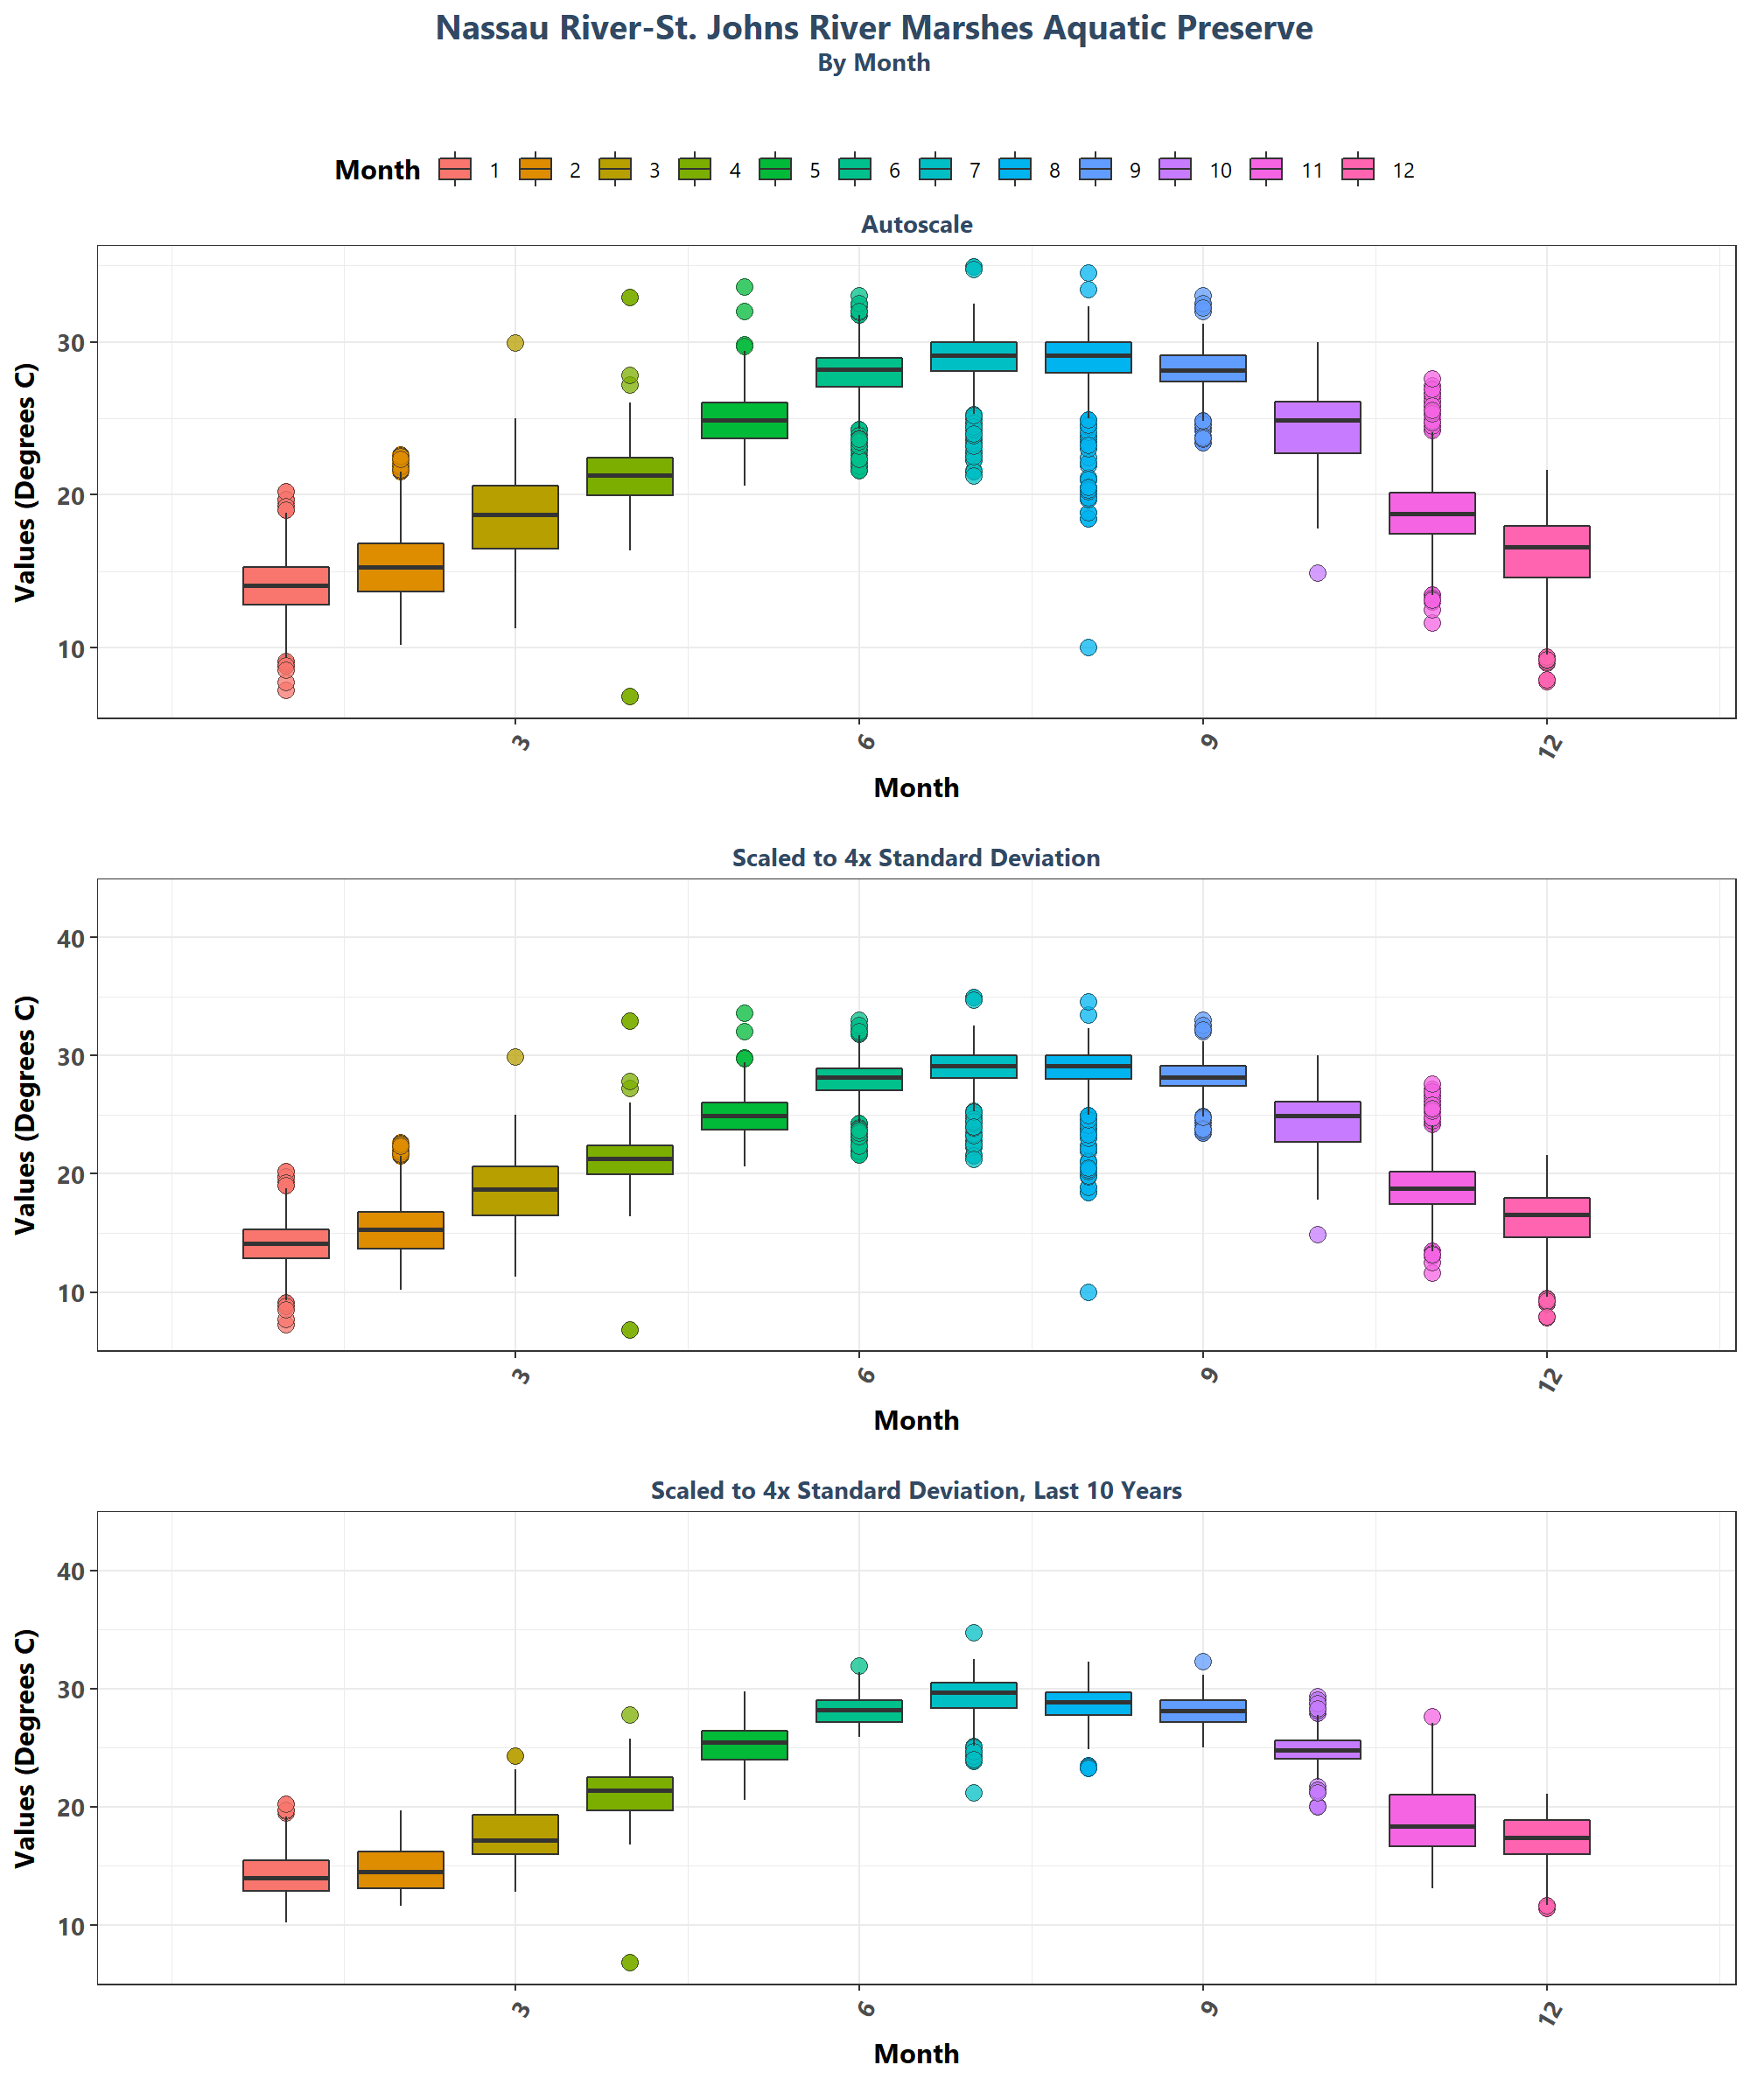 Nassau River-St. Johns River Marshes Aquatic Preserve
By Month
Month 1 2 3 4 5 6 7 8 9 10 11 12
Autoscale
Values (Degrees C)
30
20
10
3 6 9 12
Month
Scaled to 4x Standard Deviation
Values (Degrees C)
40
30
20
10
3 6 9 12
Month
Scaled to 4x Standard Deviation, Last 10 Years
Values (Degrees C)
40
30
20
10
3 6 9 12
Month